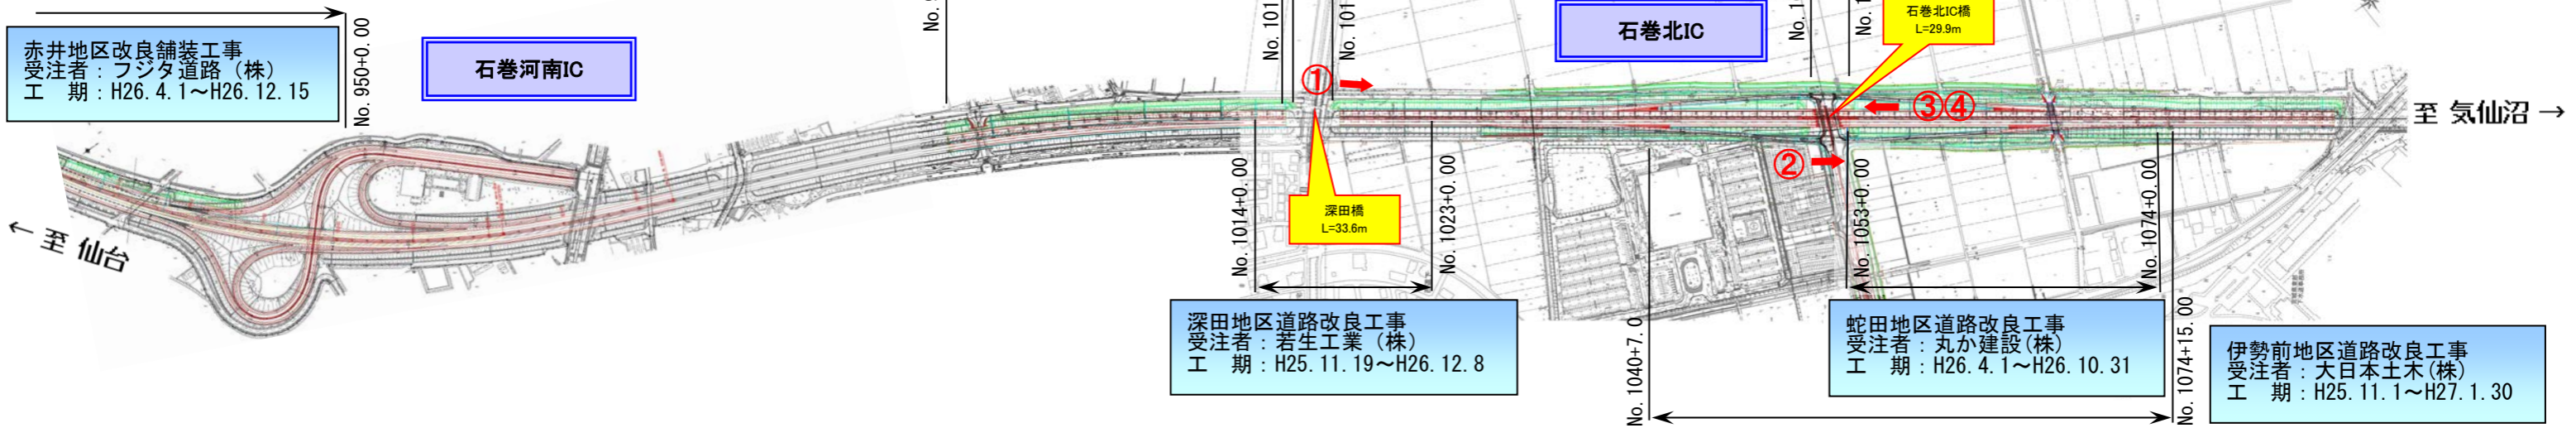 赤井地区改良舗装工事
受注者：フジタ道路（株）
工　期：H26.4.1～H26.12.15
No.950+0.00
石巻河南IC
石巻北IC
石巻北IC橋
L=29.9m
①
③④
②
至 気仙沼 →
← 至 仙台
深田橋
L=33.6m
No.1014+0.00
No.1023+0.00
No.1053+0.00
No.1074+0.00
深田地区道路改良工事
受注者：若生工業（株）
工　期：H25.11.19～H26.12.8
No.1040+7.0
蛇田地区道路改良工事
受注者：丸か建設(株)
工　期：H26.4.1～H26.10.31
No.1074+15.00
伊勢前地区道路改良工事
受注者：大日本土木(株)
工　期：H25.11.1～H27.1.30